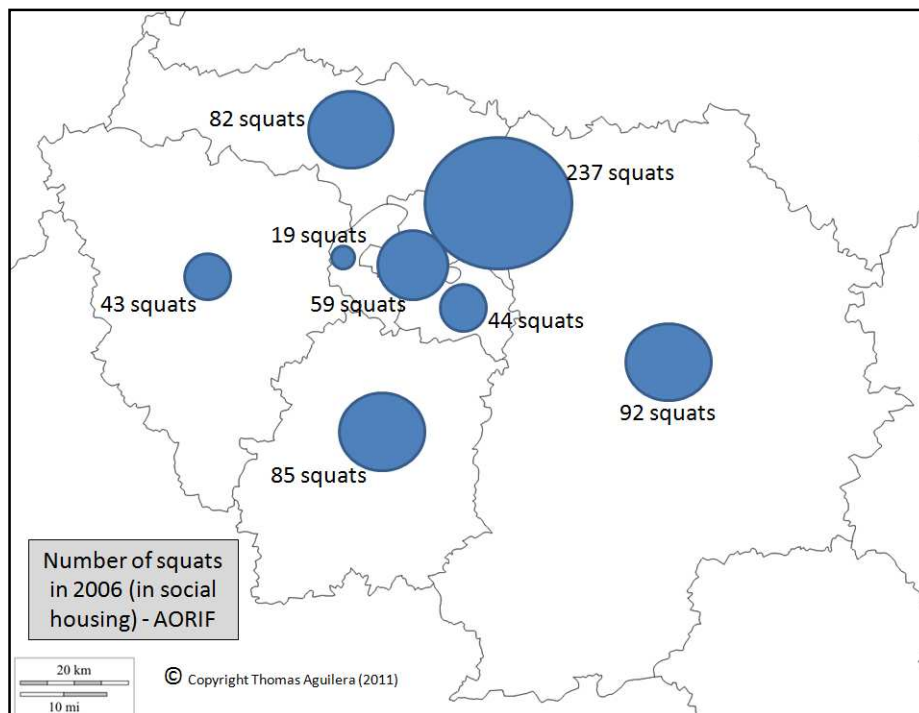 82 squats
237 squats
19 squats
43 squats
59 squats
44 squats
92 squats
85 squats
Number of squats
in 2006 (in social
housing) - AORIF
20 km
10 mi
© Copyright Thomas Aguilera (2011)